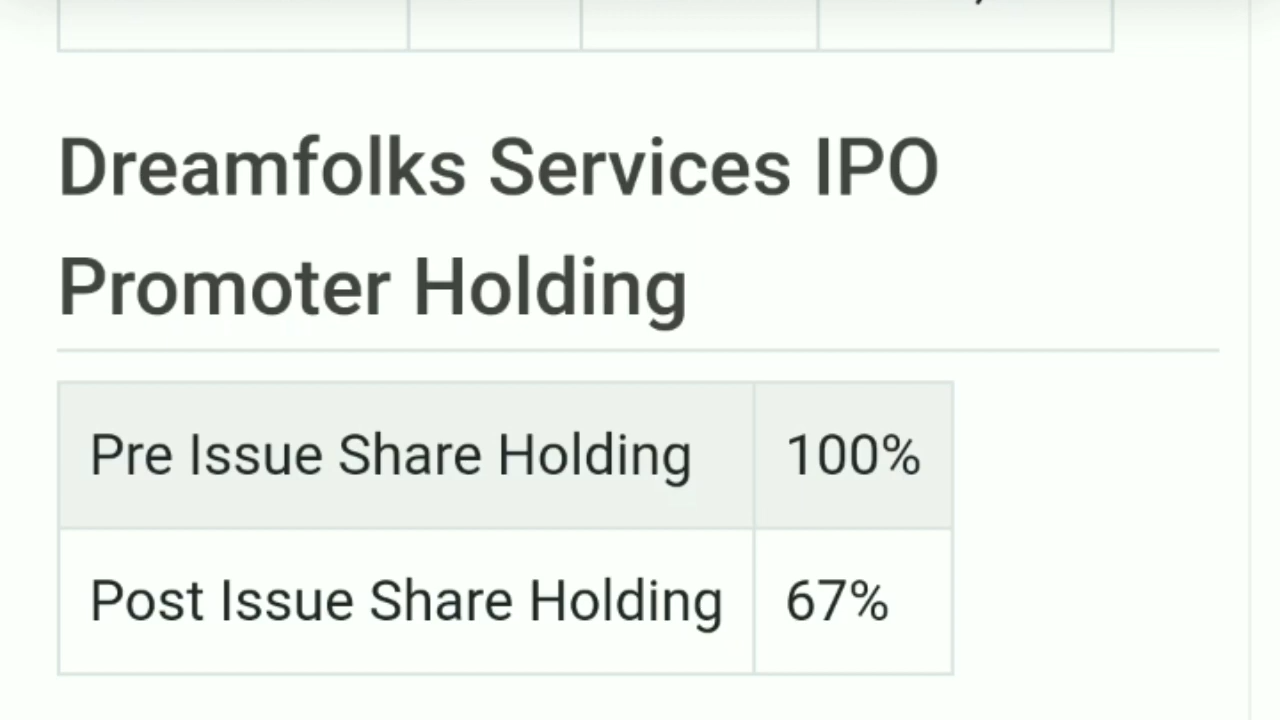 Dreamfolks Services IPO
Promoter Holding
Pre Issue Share Holding 100%
Post Issue Share Holding 67%